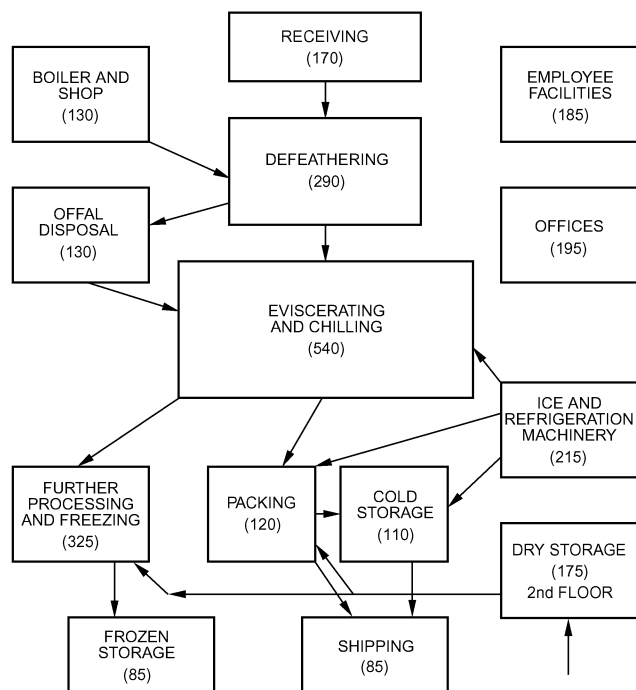 RECEIVING
(170)
BOILER AND
SHOP
(130)
EMPLOYEE
FACILITIES
(185)
DEFEATHERING
(290)
OFFAL
DISPOSAL
(130)
OFFICES
(195)
EVISCERATING
AND CHILLING
(540)
ICE AND
REFRIGERATION
MACHINERY
(215)
FURTHER
PROCESSING
AND FREEZING
(325)
PACKING
(120)
COLD
STORAGE
(110)
DRY STORAGE
(175)
2nd FLOOR
FROZEN
STORAGE
(85)
SHIPPING
(85)